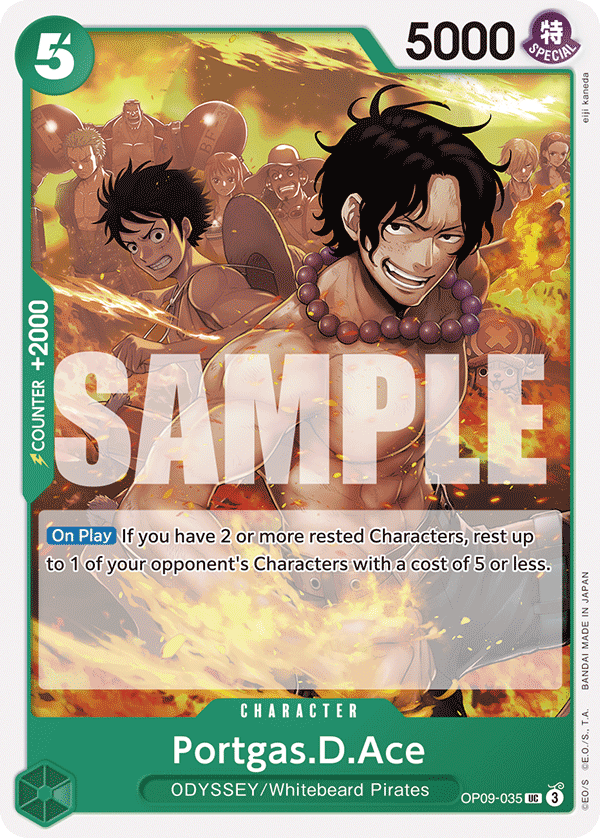 5
5000
特
SPECIAL
eiji kaneda
COUNTER +2000
SAMPLE
On Play If you have 2 or more rested Characters, rest up
to 1 of your opponent's Characters with a cost of 5 or less.
CHARACTER
Portgas.D.Ace
ODYSSEY/Whitebeard Pirates
OP09-035 UC 3
©E.O/S ©E.O./S., T.A. BANDAI MADE IN JAPAN